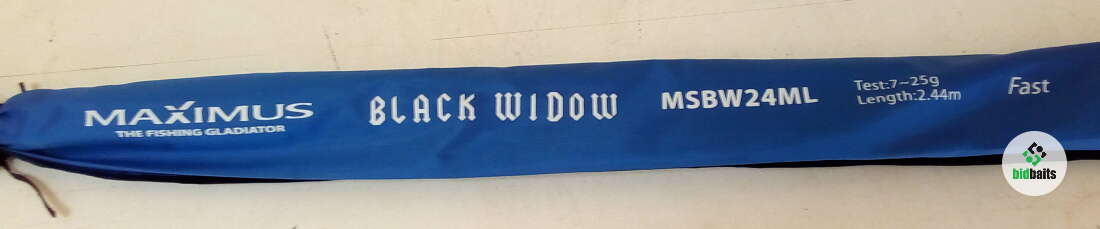 MAXIMUS
THE FISHING GLADIATOR
BLACK WIDOW
MSBW24ML
Test:7-25g
Length:2.44m
Fast
bidbaits